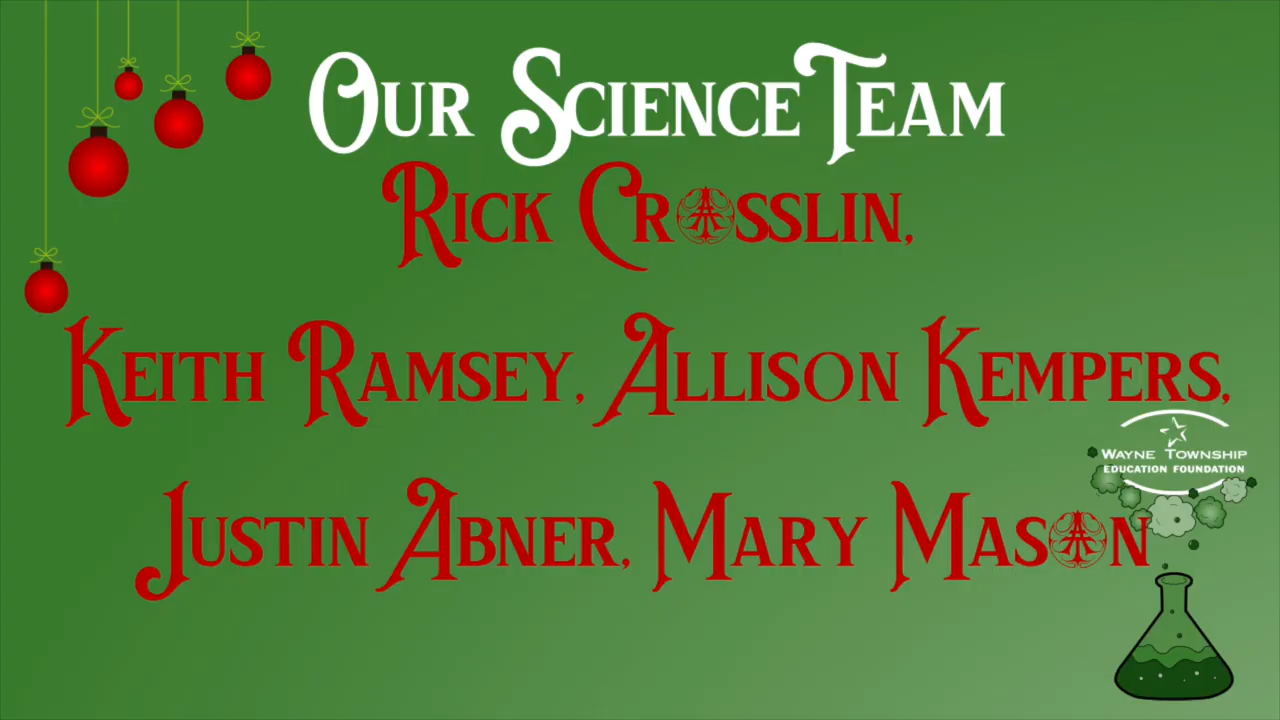 Our Science Team
Rick Crosslin,
Keith Ramsey, Allison Kempers,
Justin Abner, Mary Mason
Wayne Township
Education Foundation